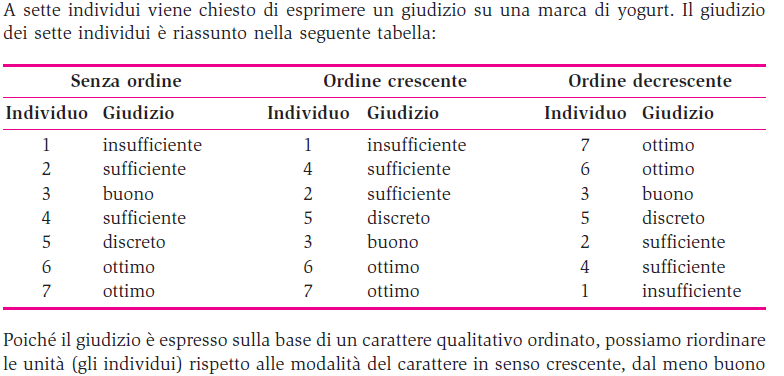 A sette individui viene chiesto di esprimere un giudizio su una marca di yogurt. Il giudizio
dei sette individui è riassunto nella seguente tabella:
Senza ordine Ordine crescente Ordine decrescente
Individuo Giudizio Individuo Giudizio Individuo Giudizio
1 insufficiente 1 insufficiente 7 ottimo
2 sufficiente 4 sufficiente 6 ottimo
3 buono 2 sufficiente 3 buono
4 sufficiente 5 discreto 5 discreto
5 discreto 3 buono 2 sufficiente
6 ottimo 6 ottimo 4 sufficiente
7 ottimo 7 ottimo 1 insufficiente
Poiché il giudizio è espresso sulla base di un carattere qualitativo ordinato, possiamo riordinare
le unità (gli individui) rispetto alle modalità del carattere in senso crescente, dal meno buono